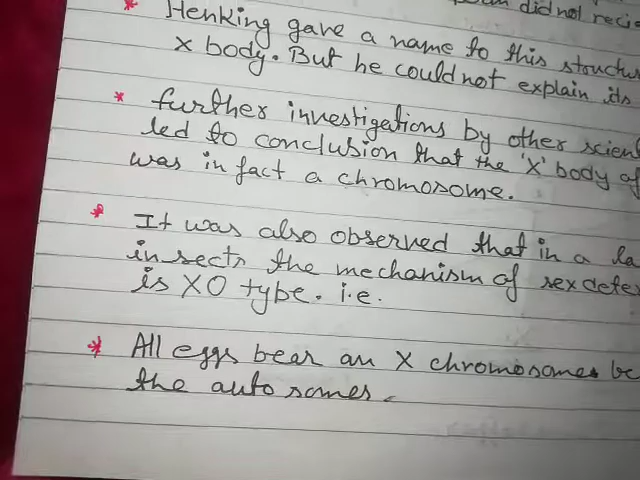 did not reci
* Henking gave a name to this structu
X body. But he could not explain its
* further investigations by other scien
led to conclusion that the 'X' body of
was in fact a chromosome.
* It was also observed that in a la
insects the mechanism of sex dete
is XO type. i.e.
* All eggs bear an X chromosomes be
the autosomes.